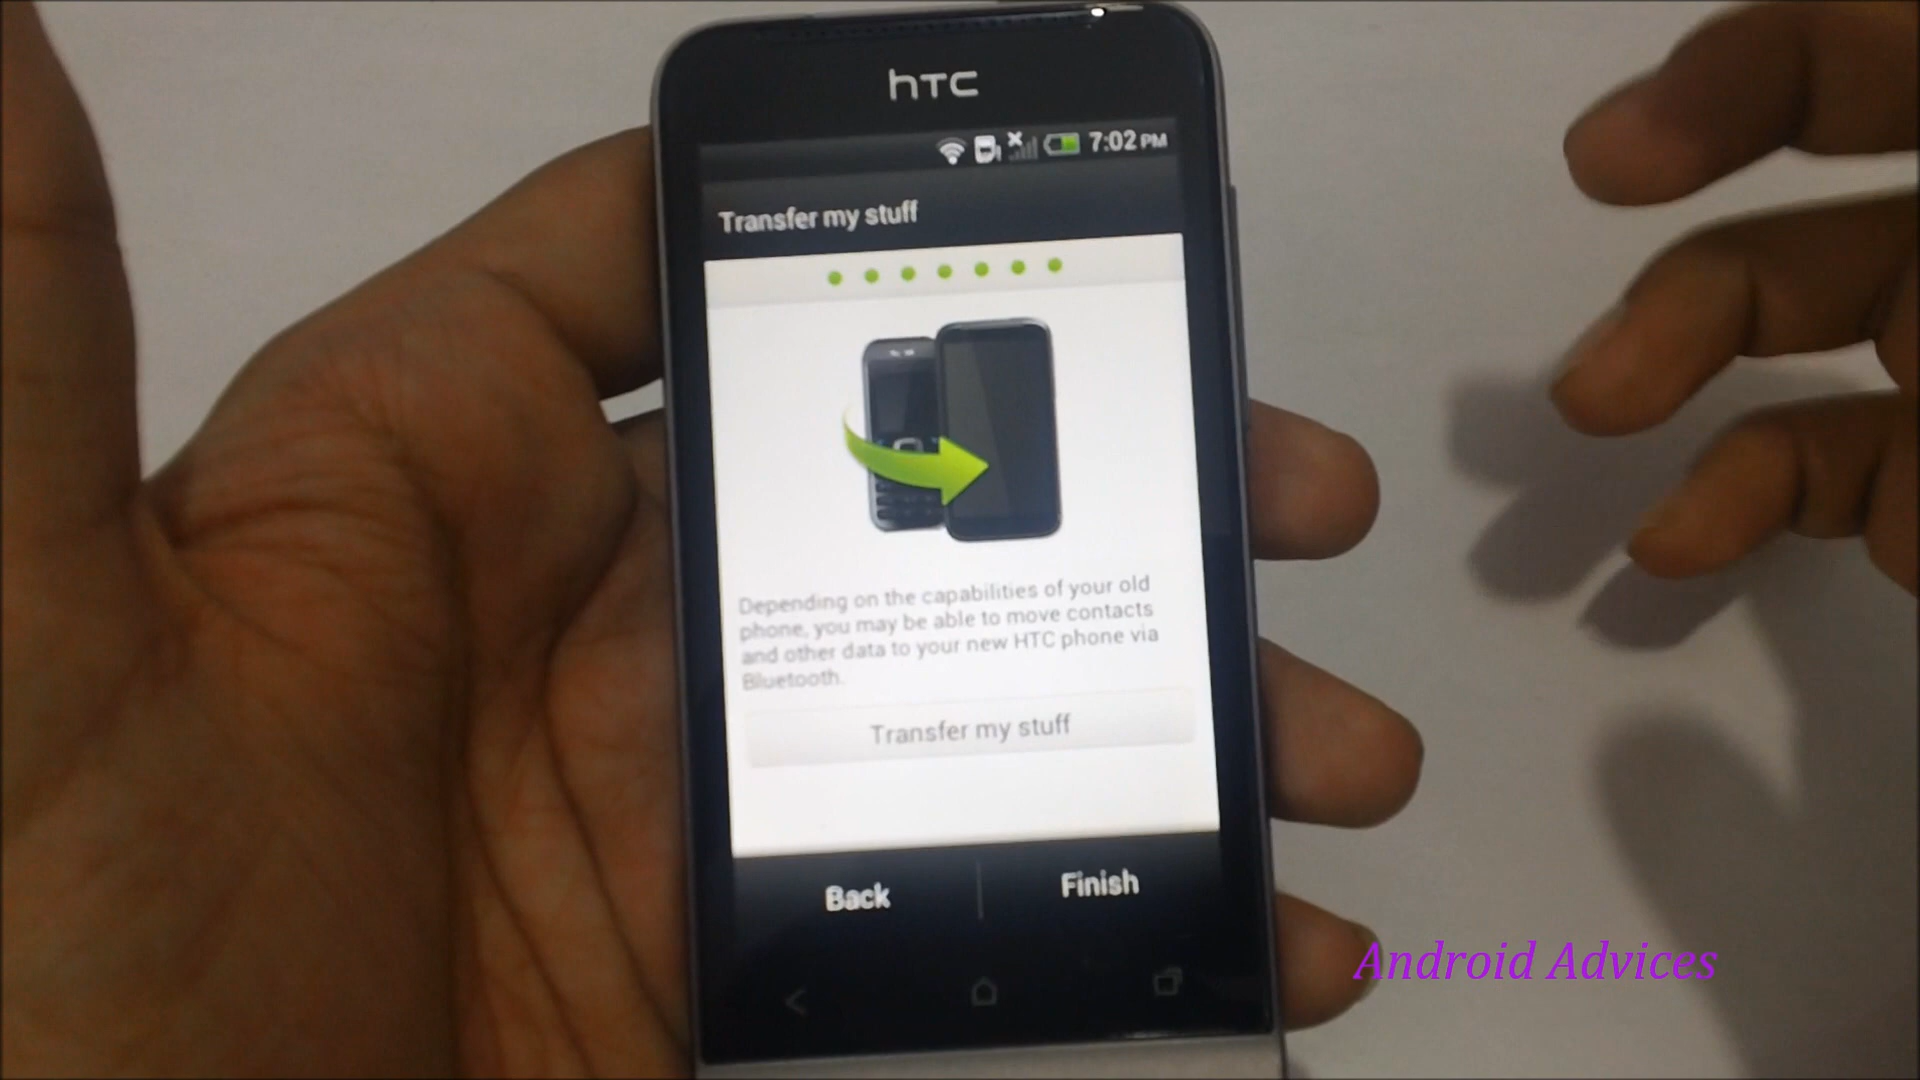 hTC
7:02 PM
Transfer my stuff
Depending on the capabilities of your old
phone, you may be able to move contacts
and other data to your new HTC phone via
Bluetooth.
Transfer my stuff
Back
Finish
Android Advices